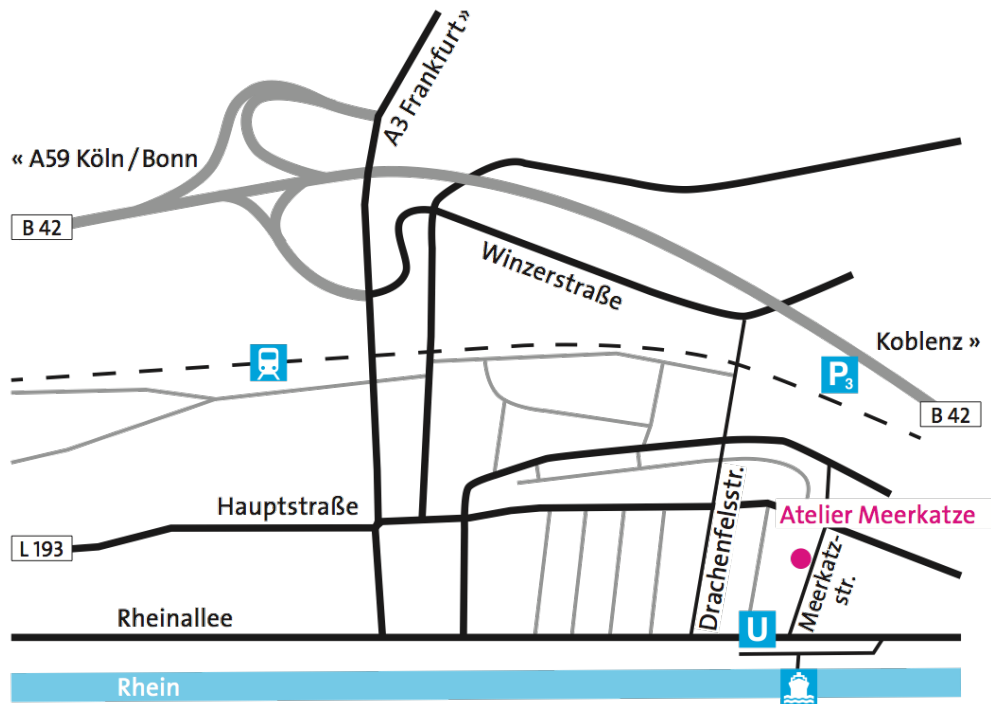 A3 Frankfurt»
« A59 Köln/Bonn
B 42
Winzerstraße
Koblenz »
P3
B 42
Hauptstraße
Drachenfelsstr.
Atelier Meerkatze
L 193
Meerkatz-
str.
Rheinallee
U
Rhein